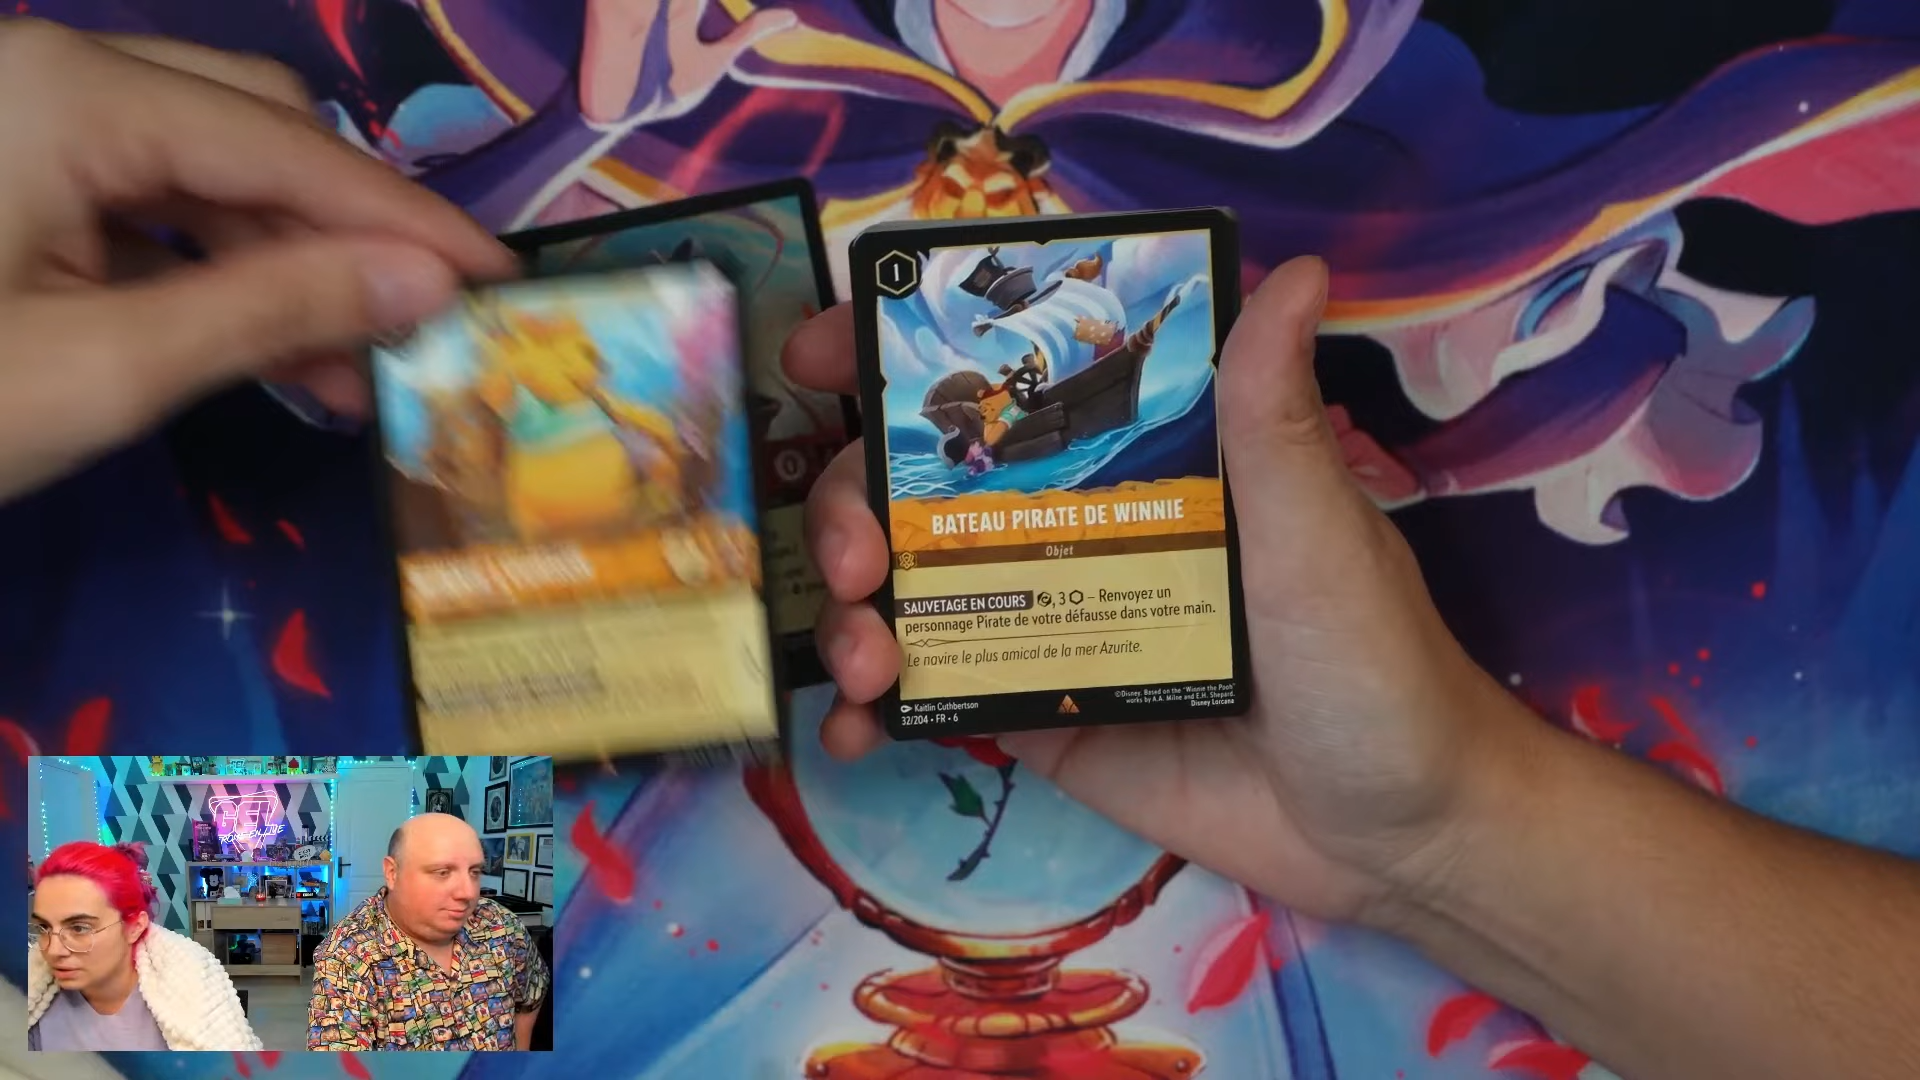 1
BATEAU PIRATE DE WINNIE
Objet
SAUVETAGE EN COURS , 3 – Renvoyez un
personnage Pirate de votre défausse dans votre main.
Le navire le plus amical de la mer Azurite.
Kaitlin Cuthbertson
32/204 • FR • 6
©Disney. Based on the "Winnie the Pooh"
works by A.A. Milne and E.H. Shepard.
Disney Lorcana
GEL